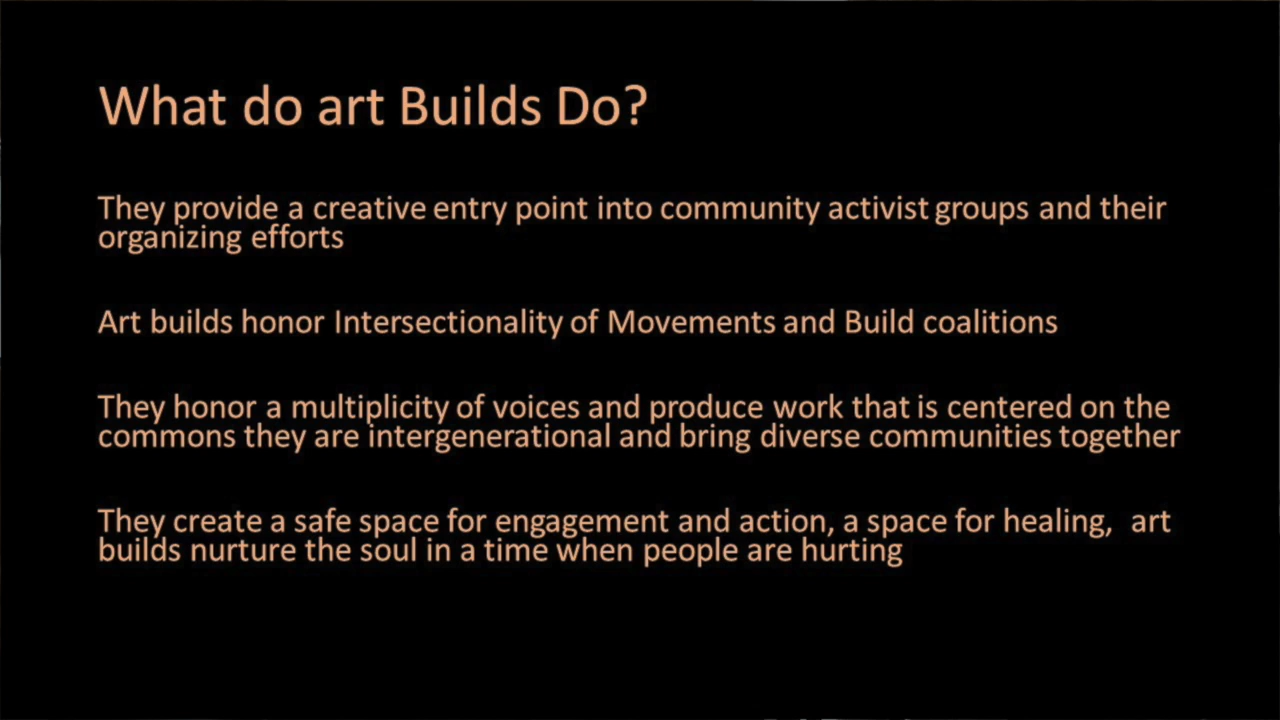 What do art Builds Do?
They provide a creative entry point into community activist groups and their
organizing efforts
Art builds honor Intersectionality of Movements and Build coalitions
They honor a multiplicity of voices and produce work that is centered on the
commons they are intergenerational and bring diverse communities together
They create a safe space for engagement and action, a space for healing,  art
builds nurture the soul in a time when people are hurting